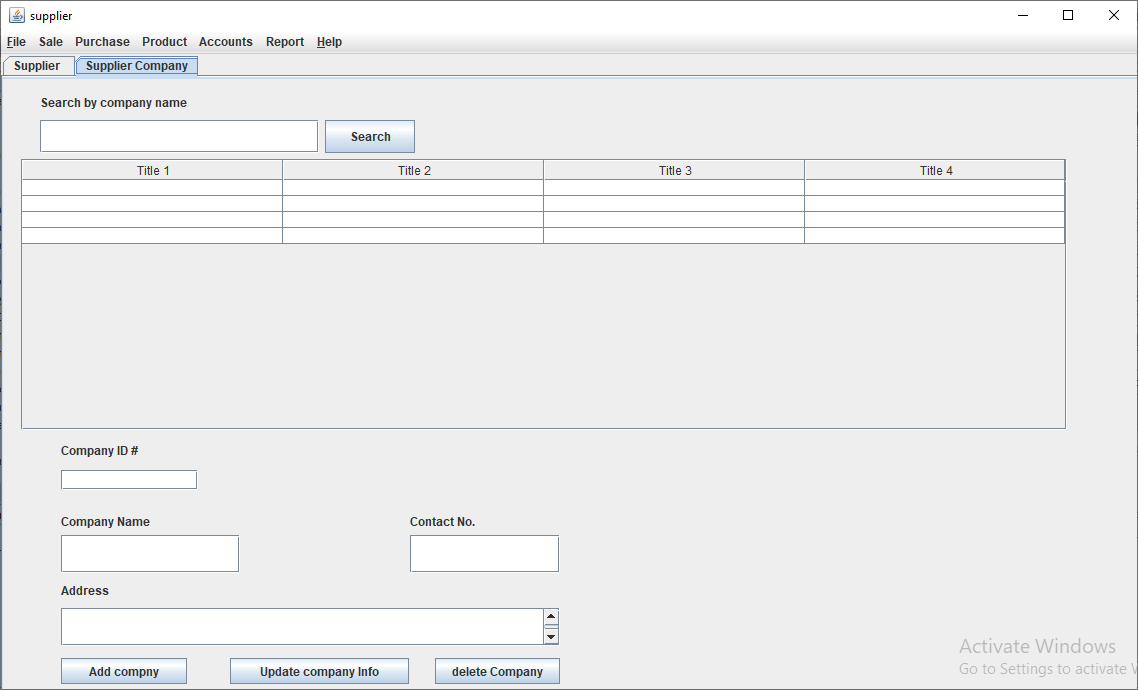 supplier
File Sale Purchase Product Accounts Report Help
Supplier Supplier Company
Search by company name
Search
Title 1 Title 2 Title 3 Title 4
Company ID #
Company Name Contact No.
Address
Add compny Update company Info delete Company
Activate Windows
Go to Settings to activate